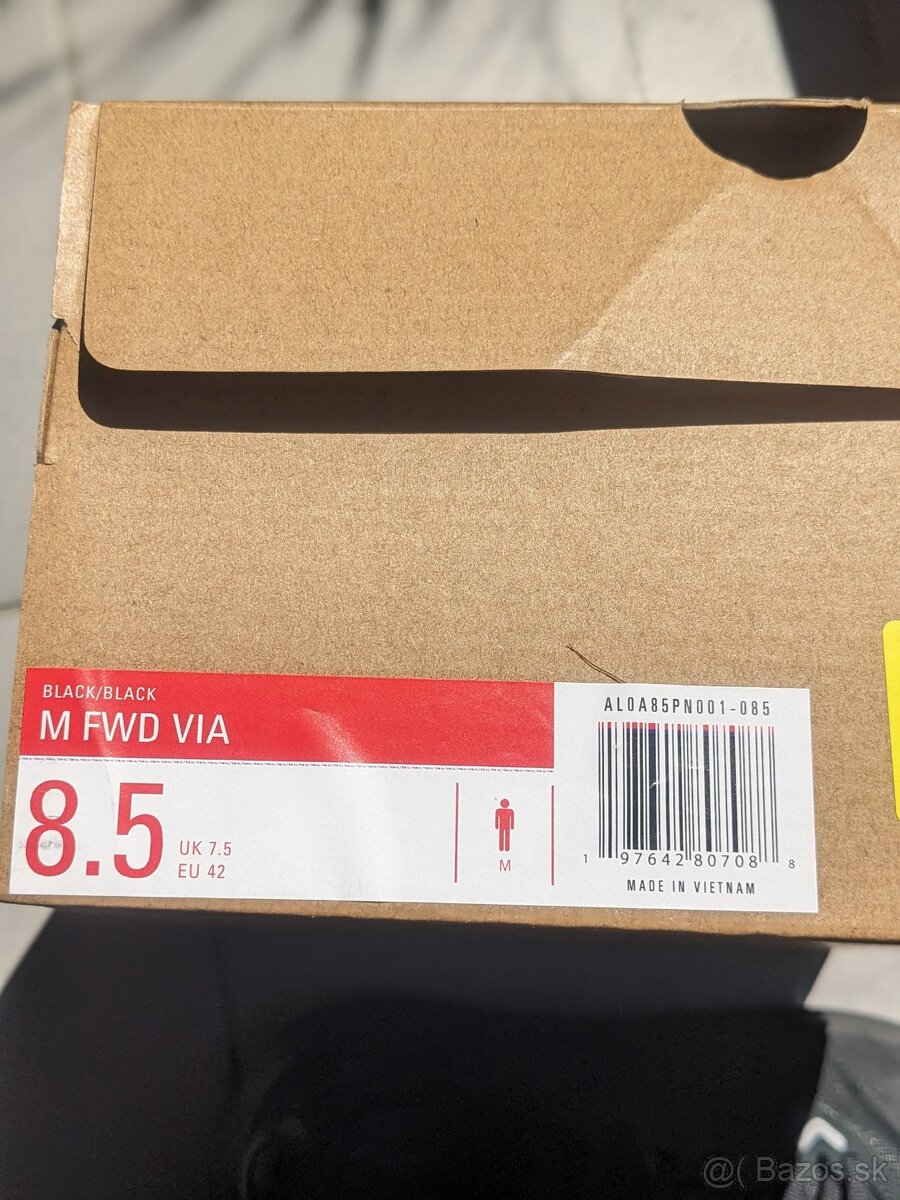 BLACK/BLACK
M FWD VIA
8.5
UK 7.5
EU 42
M
AL0A85PN001-085
1 97642 80708 8
MADE IN VIETNAM
@( Bazos.sk